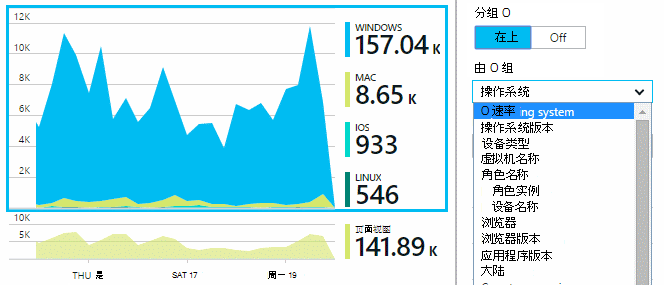 12K
10K
8K
6K
4K
2K
WINDOWS
157.04 K
MAC
8.65 K
IOS
933
LINUX
546
10K
5K
页面视图
141.89 K
THU 是
SAT 17
周一 19
分组 O
在上
Off
由 O 组
操作系统
O 速率 ng system
操作系统版本
设备类型
虚拟机名称
角色名称
角色实例
设备名称
浏览器
浏览器版本
应用程序版本
大陆